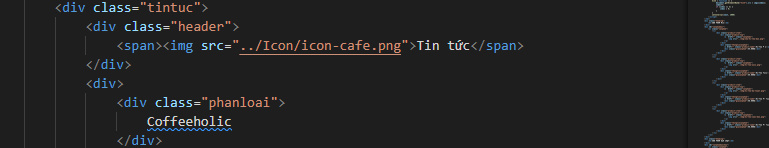 <div class="tintuc">
<div class="header">
<span><img src="../Icon/icon-cafe.png">Tin tức</span>
</div>
<div>
<div class="phanloai">
Coffeeholic
</div>